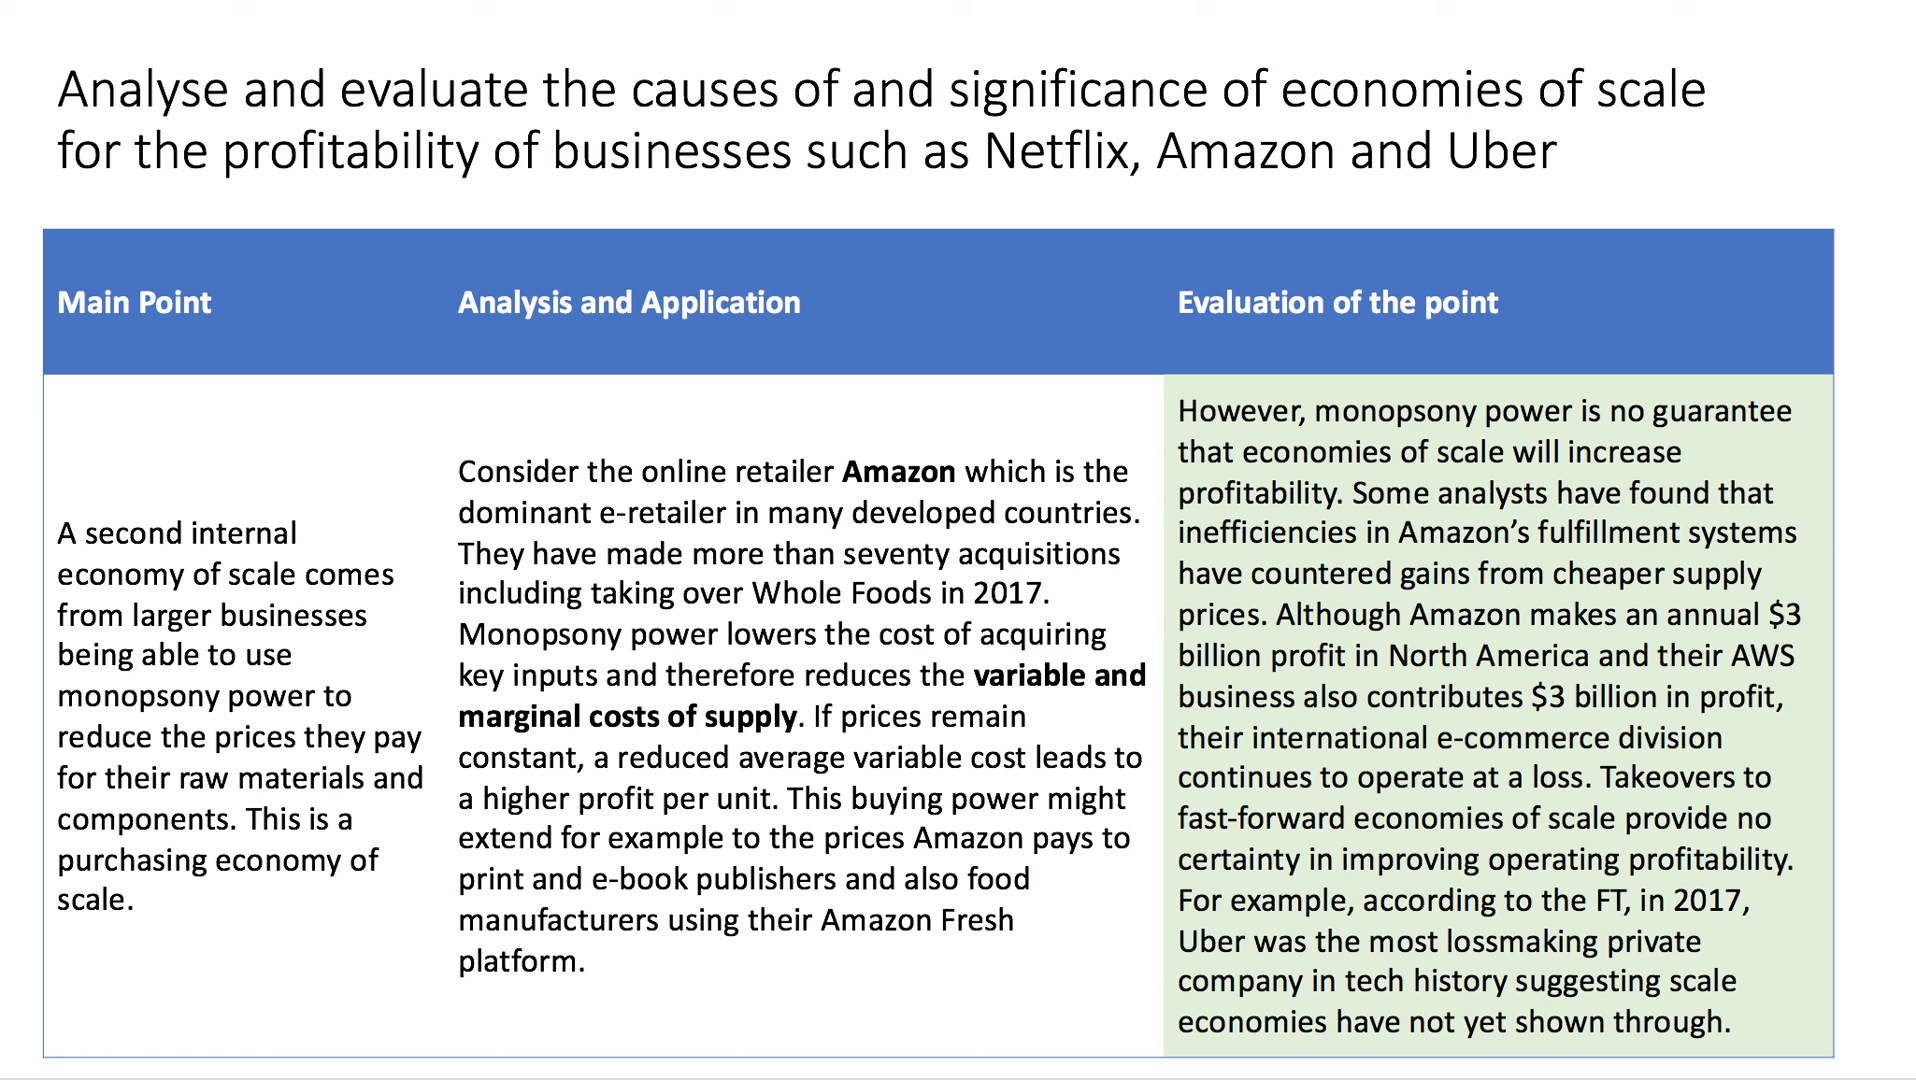 Analyse and evaluate the causes of and significance of economies of scale
for the profitability of businesses such as Netflix, Amazon and Uber
Main Point
Analysis and Application
Evaluation of the point
A second internal
economy of scale comes
from larger businesses
being able to use
monopsony power to
reduce the prices they pay
for their raw materials and
components. This is a
purchasing economy of
scale.
Consider the online retailer Amazon which is the
dominant e-retailer in many developed countries.
They have made more than seventy acquisitions
including taking over Whole Foods in 2017.
Monopsony power lowers the cost of acquiring
key inputs and therefore reduces the variable and
marginal costs of supply. If prices remain
constant, a reduced average variable cost leads to
a higher profit per unit. This buying power might
extend for example to the prices Amazon pays to
print and e-book publishers and also food
manufacturers using their Amazon Fresh
platform.
However, monopsony power is no guarantee
that economies of scale will increase
profitability. Some analysts have found that
inefficiencies in Amazon’s fulfillment systems
have countered gains from cheaper supply
prices. Although Amazon makes an annual $3
billion profit in North America and their AWS
business also contributes $3 billion in profit,
their international e-commerce division
continues to operate at a loss. Takeovers to
fast-forward economies of scale provide no
certainty in improving operating profitability.
For example, according to the FT, in 2017,
Uber was the most lossmaking private
company in tech history suggesting scale
economies have not yet shown through.